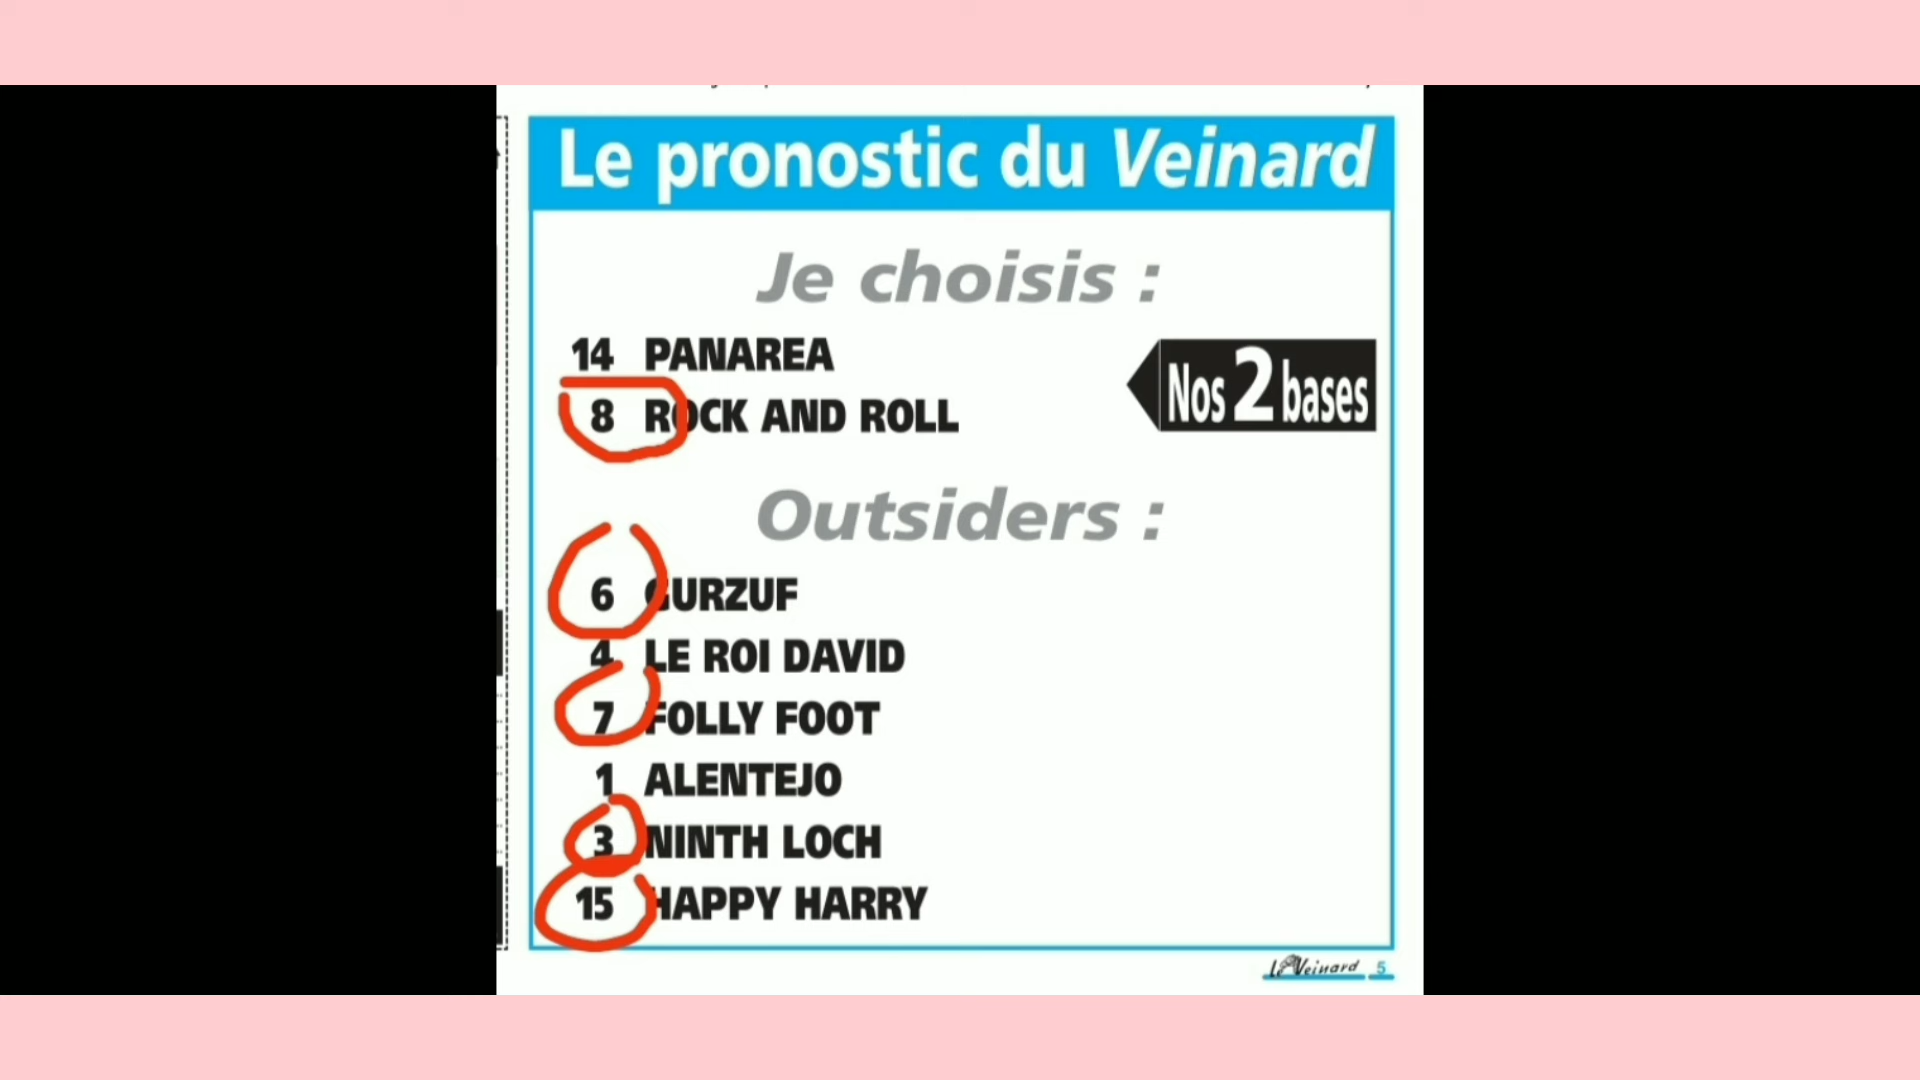 Le pronostic du Veinard
Je choisis :
14 PANAREA
8 ROCK AND ROLL
Nos 2 bases
Outsiders :
6 GURZUF
4 LE ROI DAVID
7 FOLLY FOOT
1 ALENTEJO
3 NINTH LOCH
15 HAPPY HARRY
Le Veinard 5